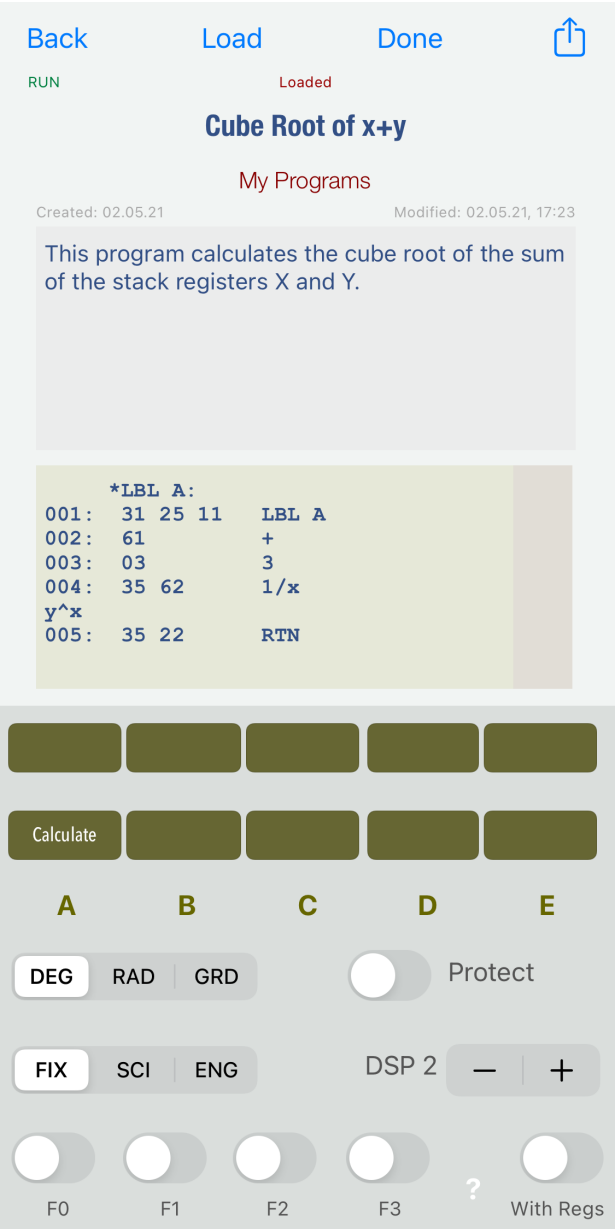 Back Load Done
RUN Loaded
Cube Root of x+y
My Programs
Created: 02.05.21 Modified: 02.05.21, 17:23
This program calculates the cube root of the sum
of the stack registers X and Y.
*LBL A:
001: 31 25 11 LBL A
002: 61 +
003: 03 3
004: 35 62 1/x
y^x
005: 35 22 RTN
Calculate
A B C D E
DEG RAD GRD Protect
FIX SCI ENG DSP 2 − +
F0 F1 F2 F3 ? With Regs